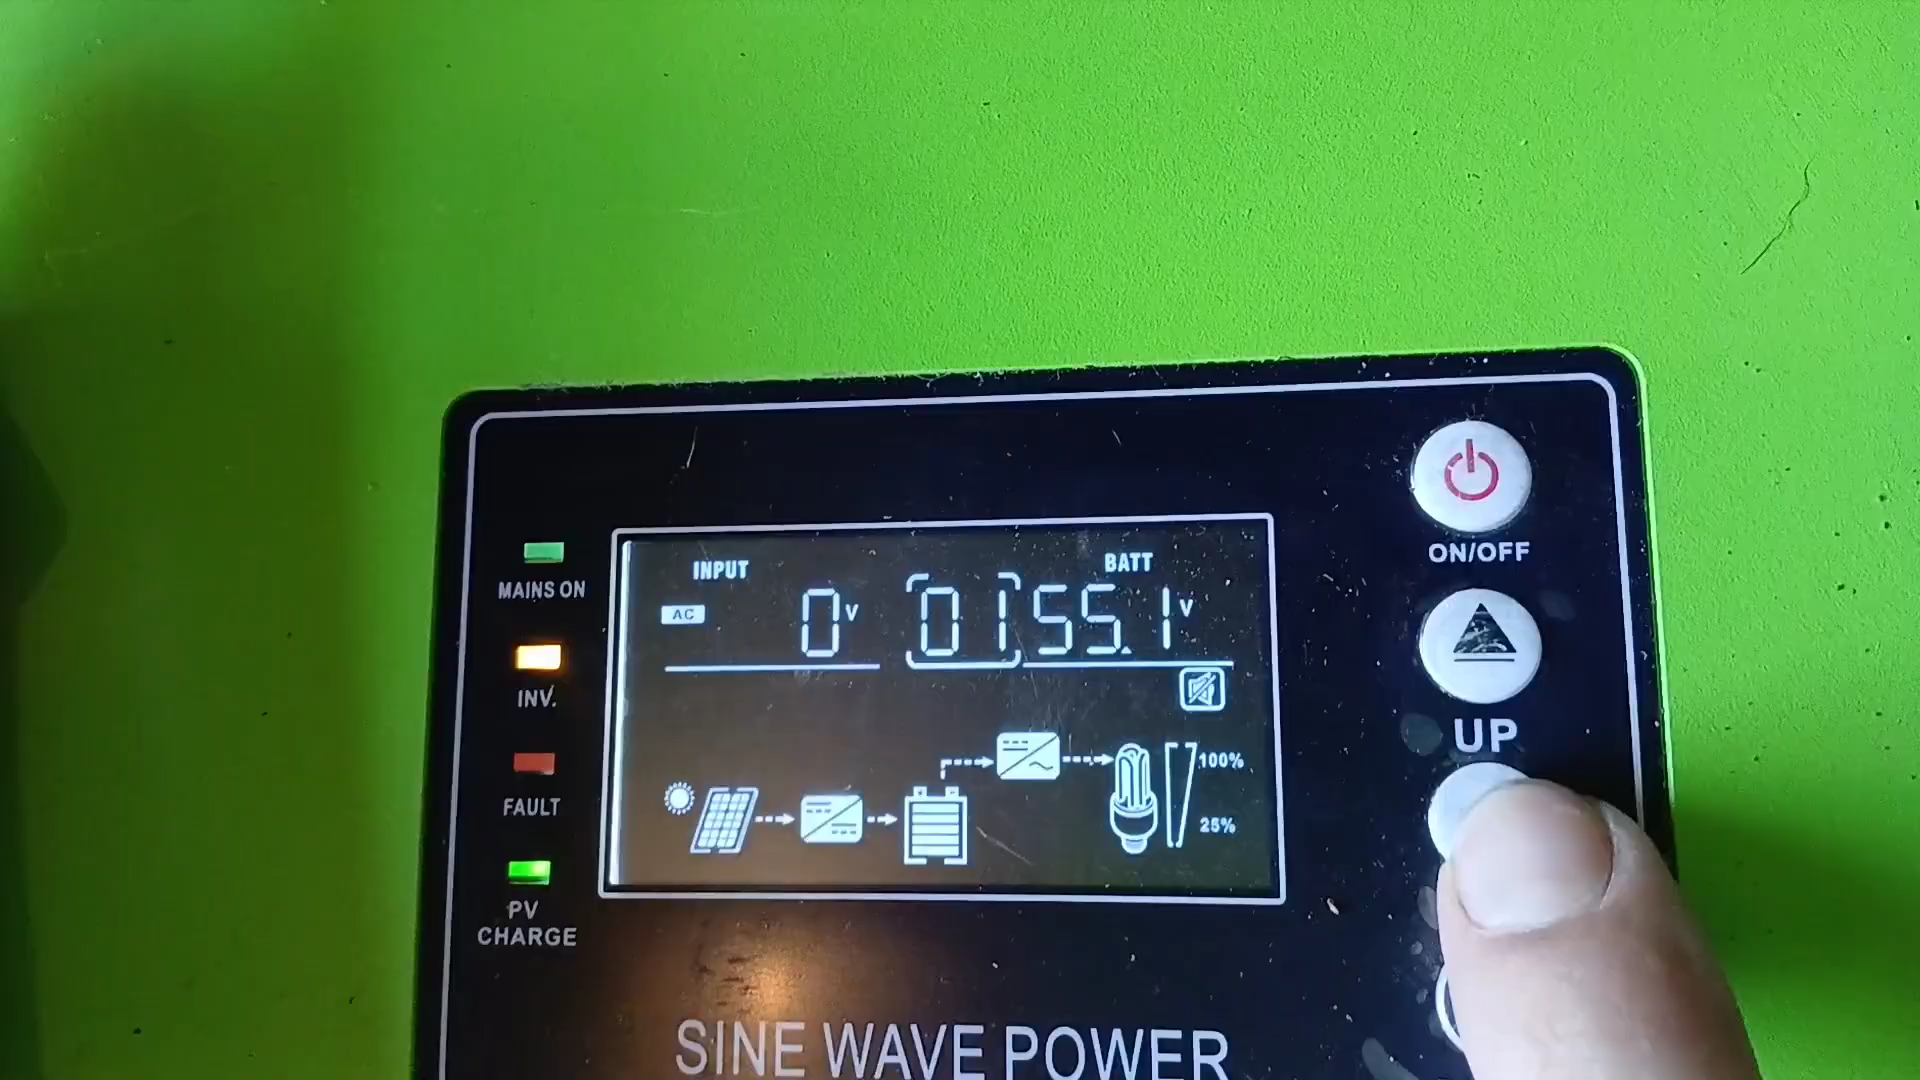 ON/OFF
MAINS ON
INPUT
BATT
AC
0V
01
55.1V
INV.
UP
100%
25%
FAULT
PV
CHARGE
SINE WAVE POWER